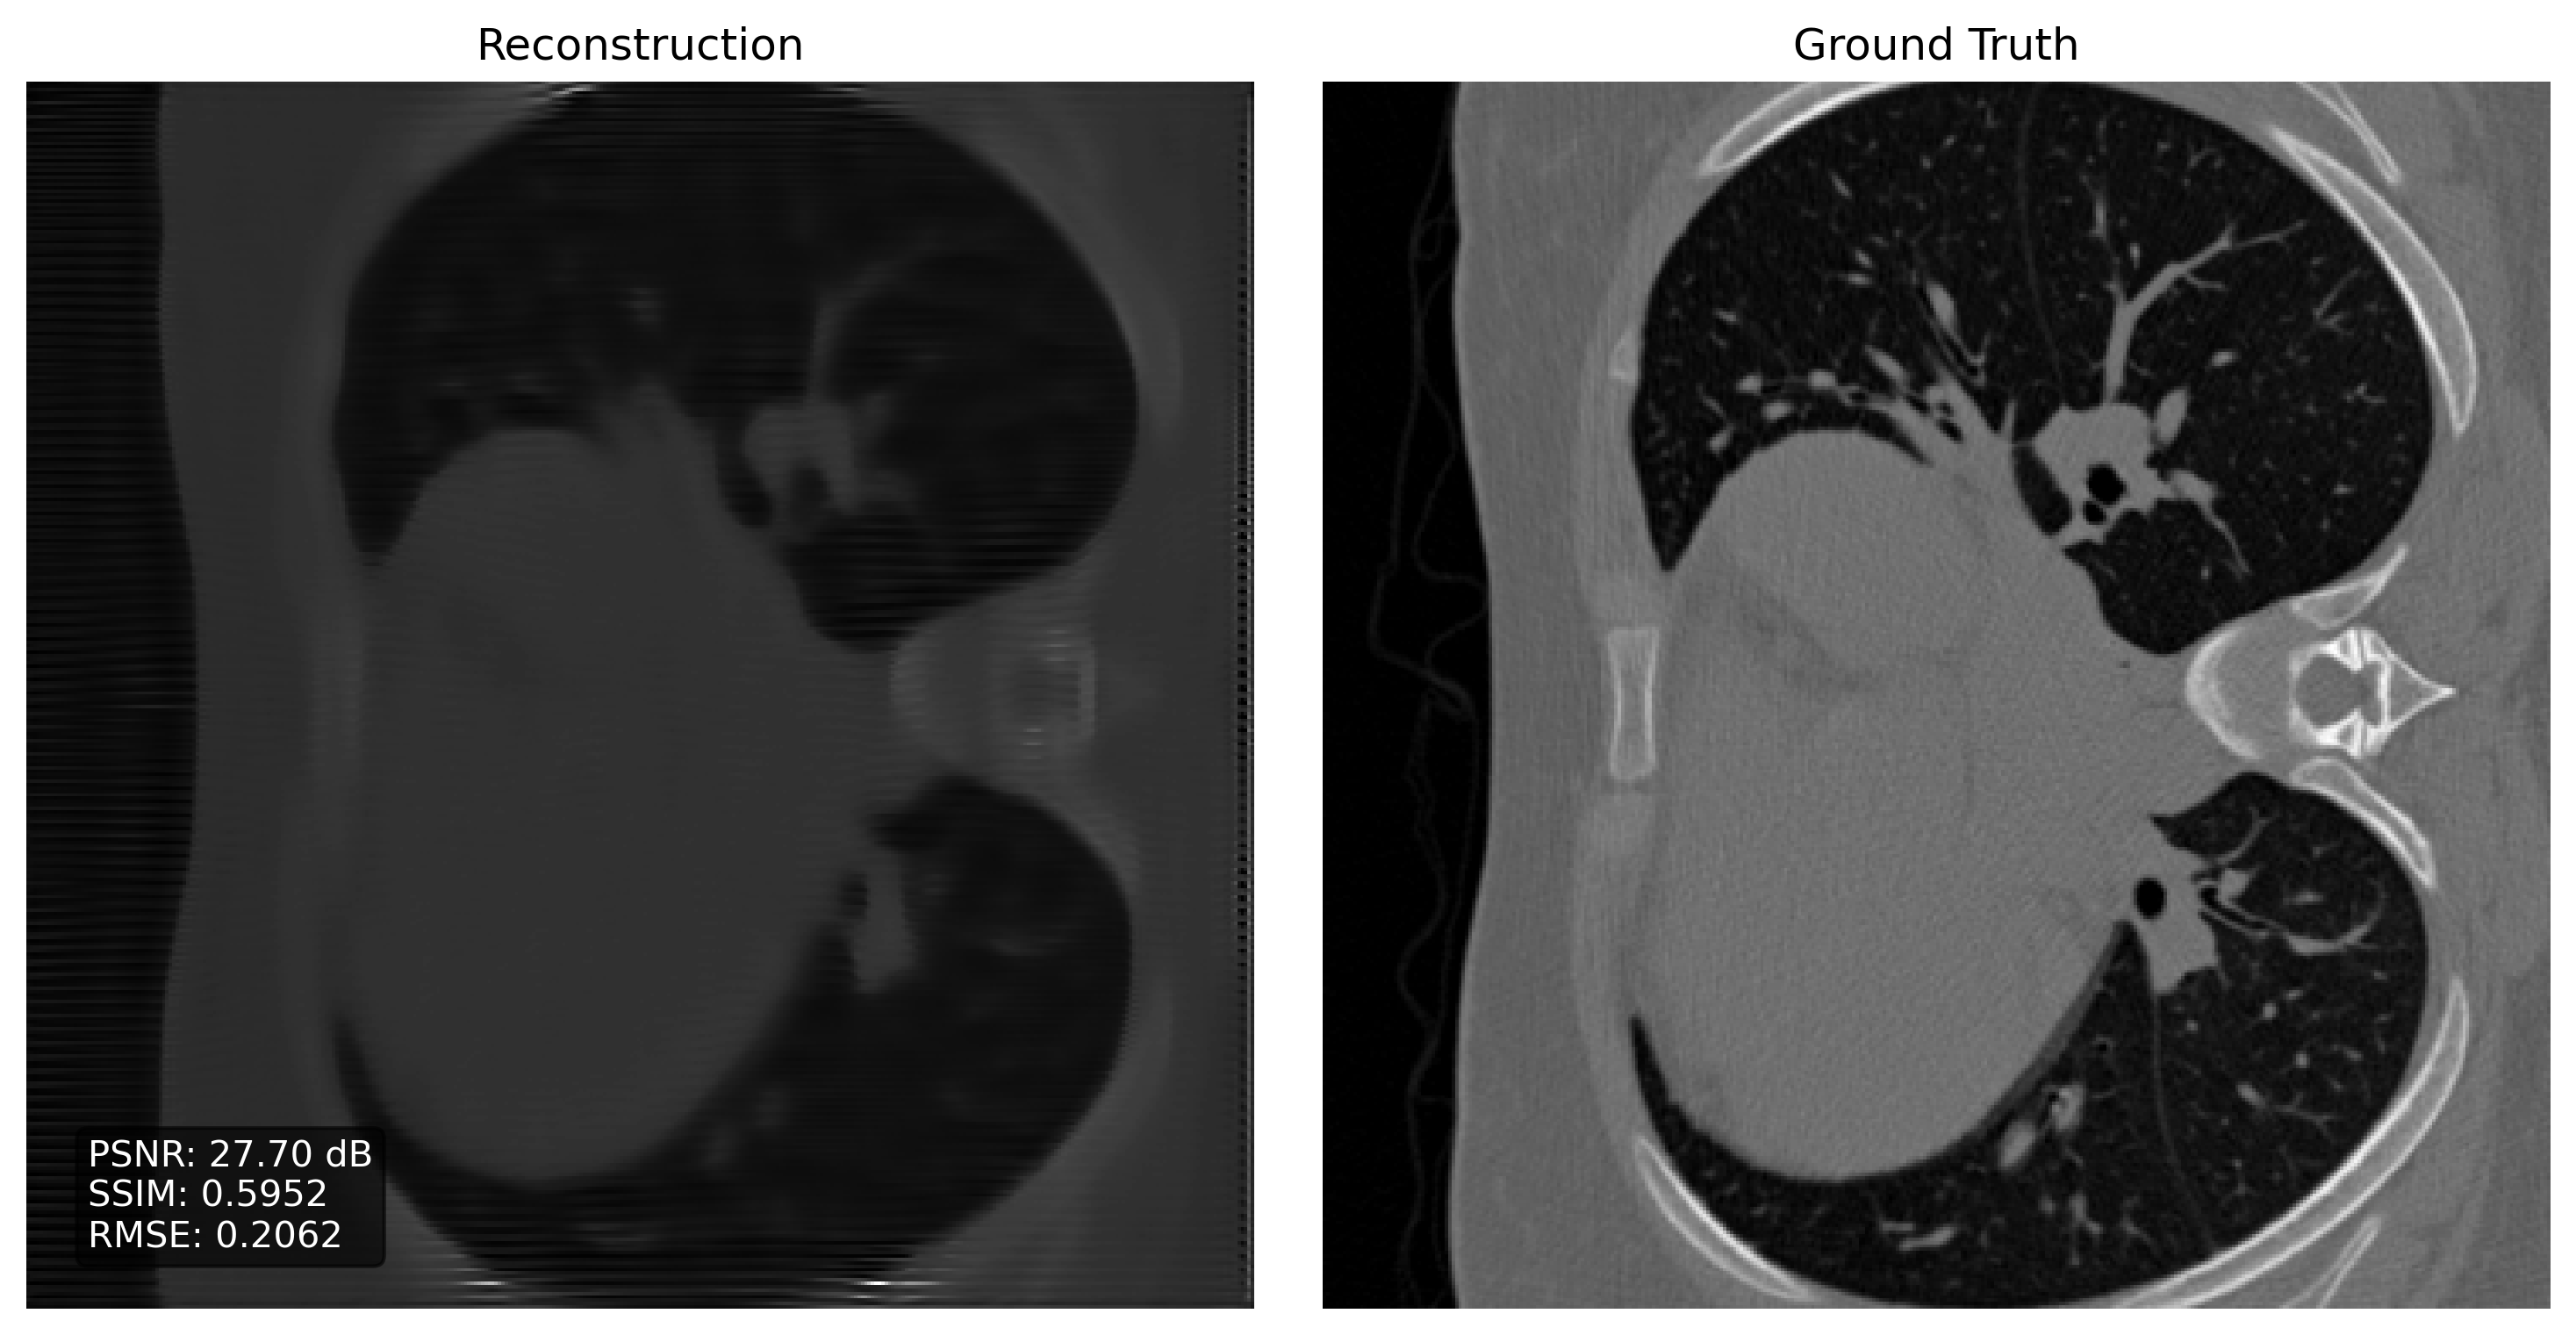 Reconstruction
Ground Truth
PSNR: 27.70 dB
SSIM: 0.5952
RMSE: 0.2062